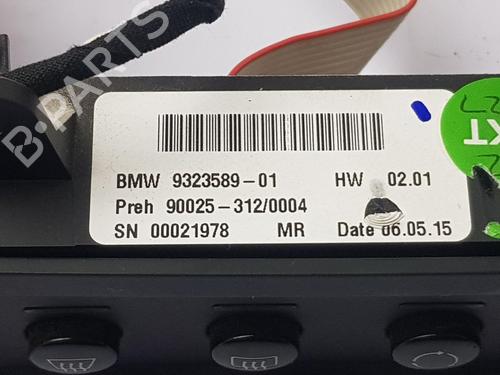 B-PARTS
BMW 9323589-01 HW 02.01
Preh 90025-312/0004
SN 00021978 MR Date 06.05.15